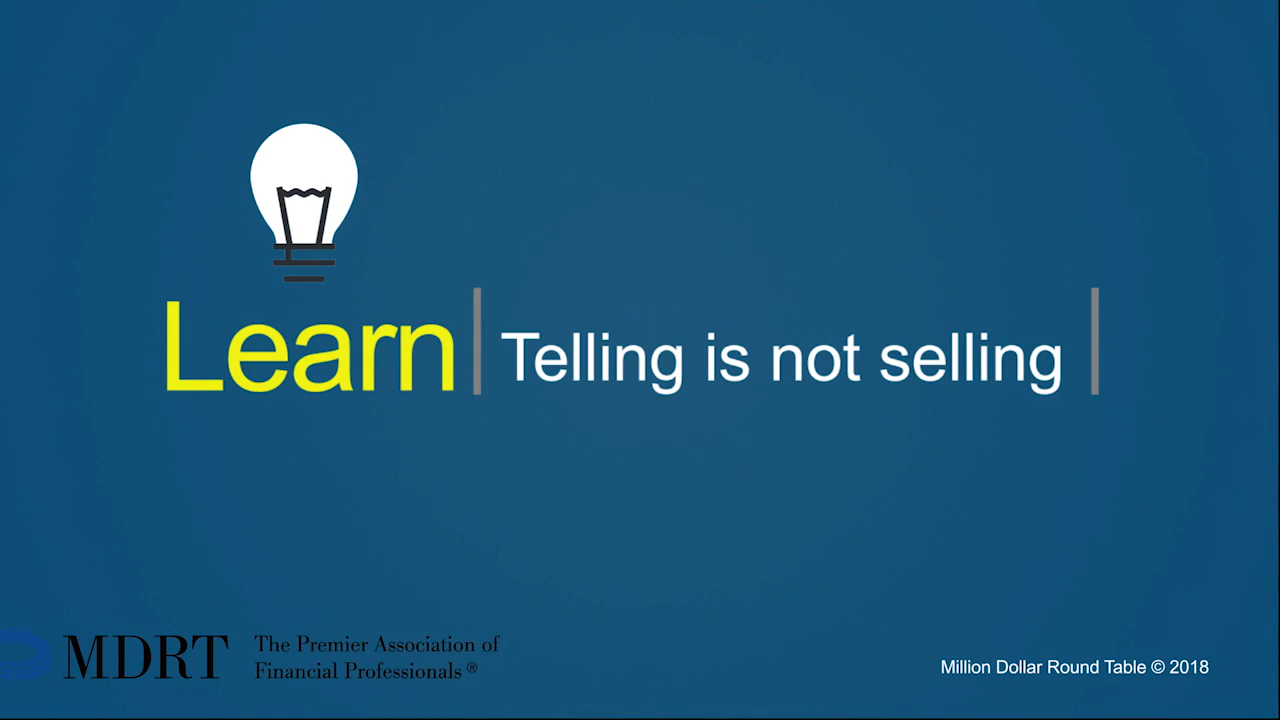 Learn Telling is not selling
MDRT The Premier Association of
Financial Professionals ®
Million Dollar Round Table © 2018